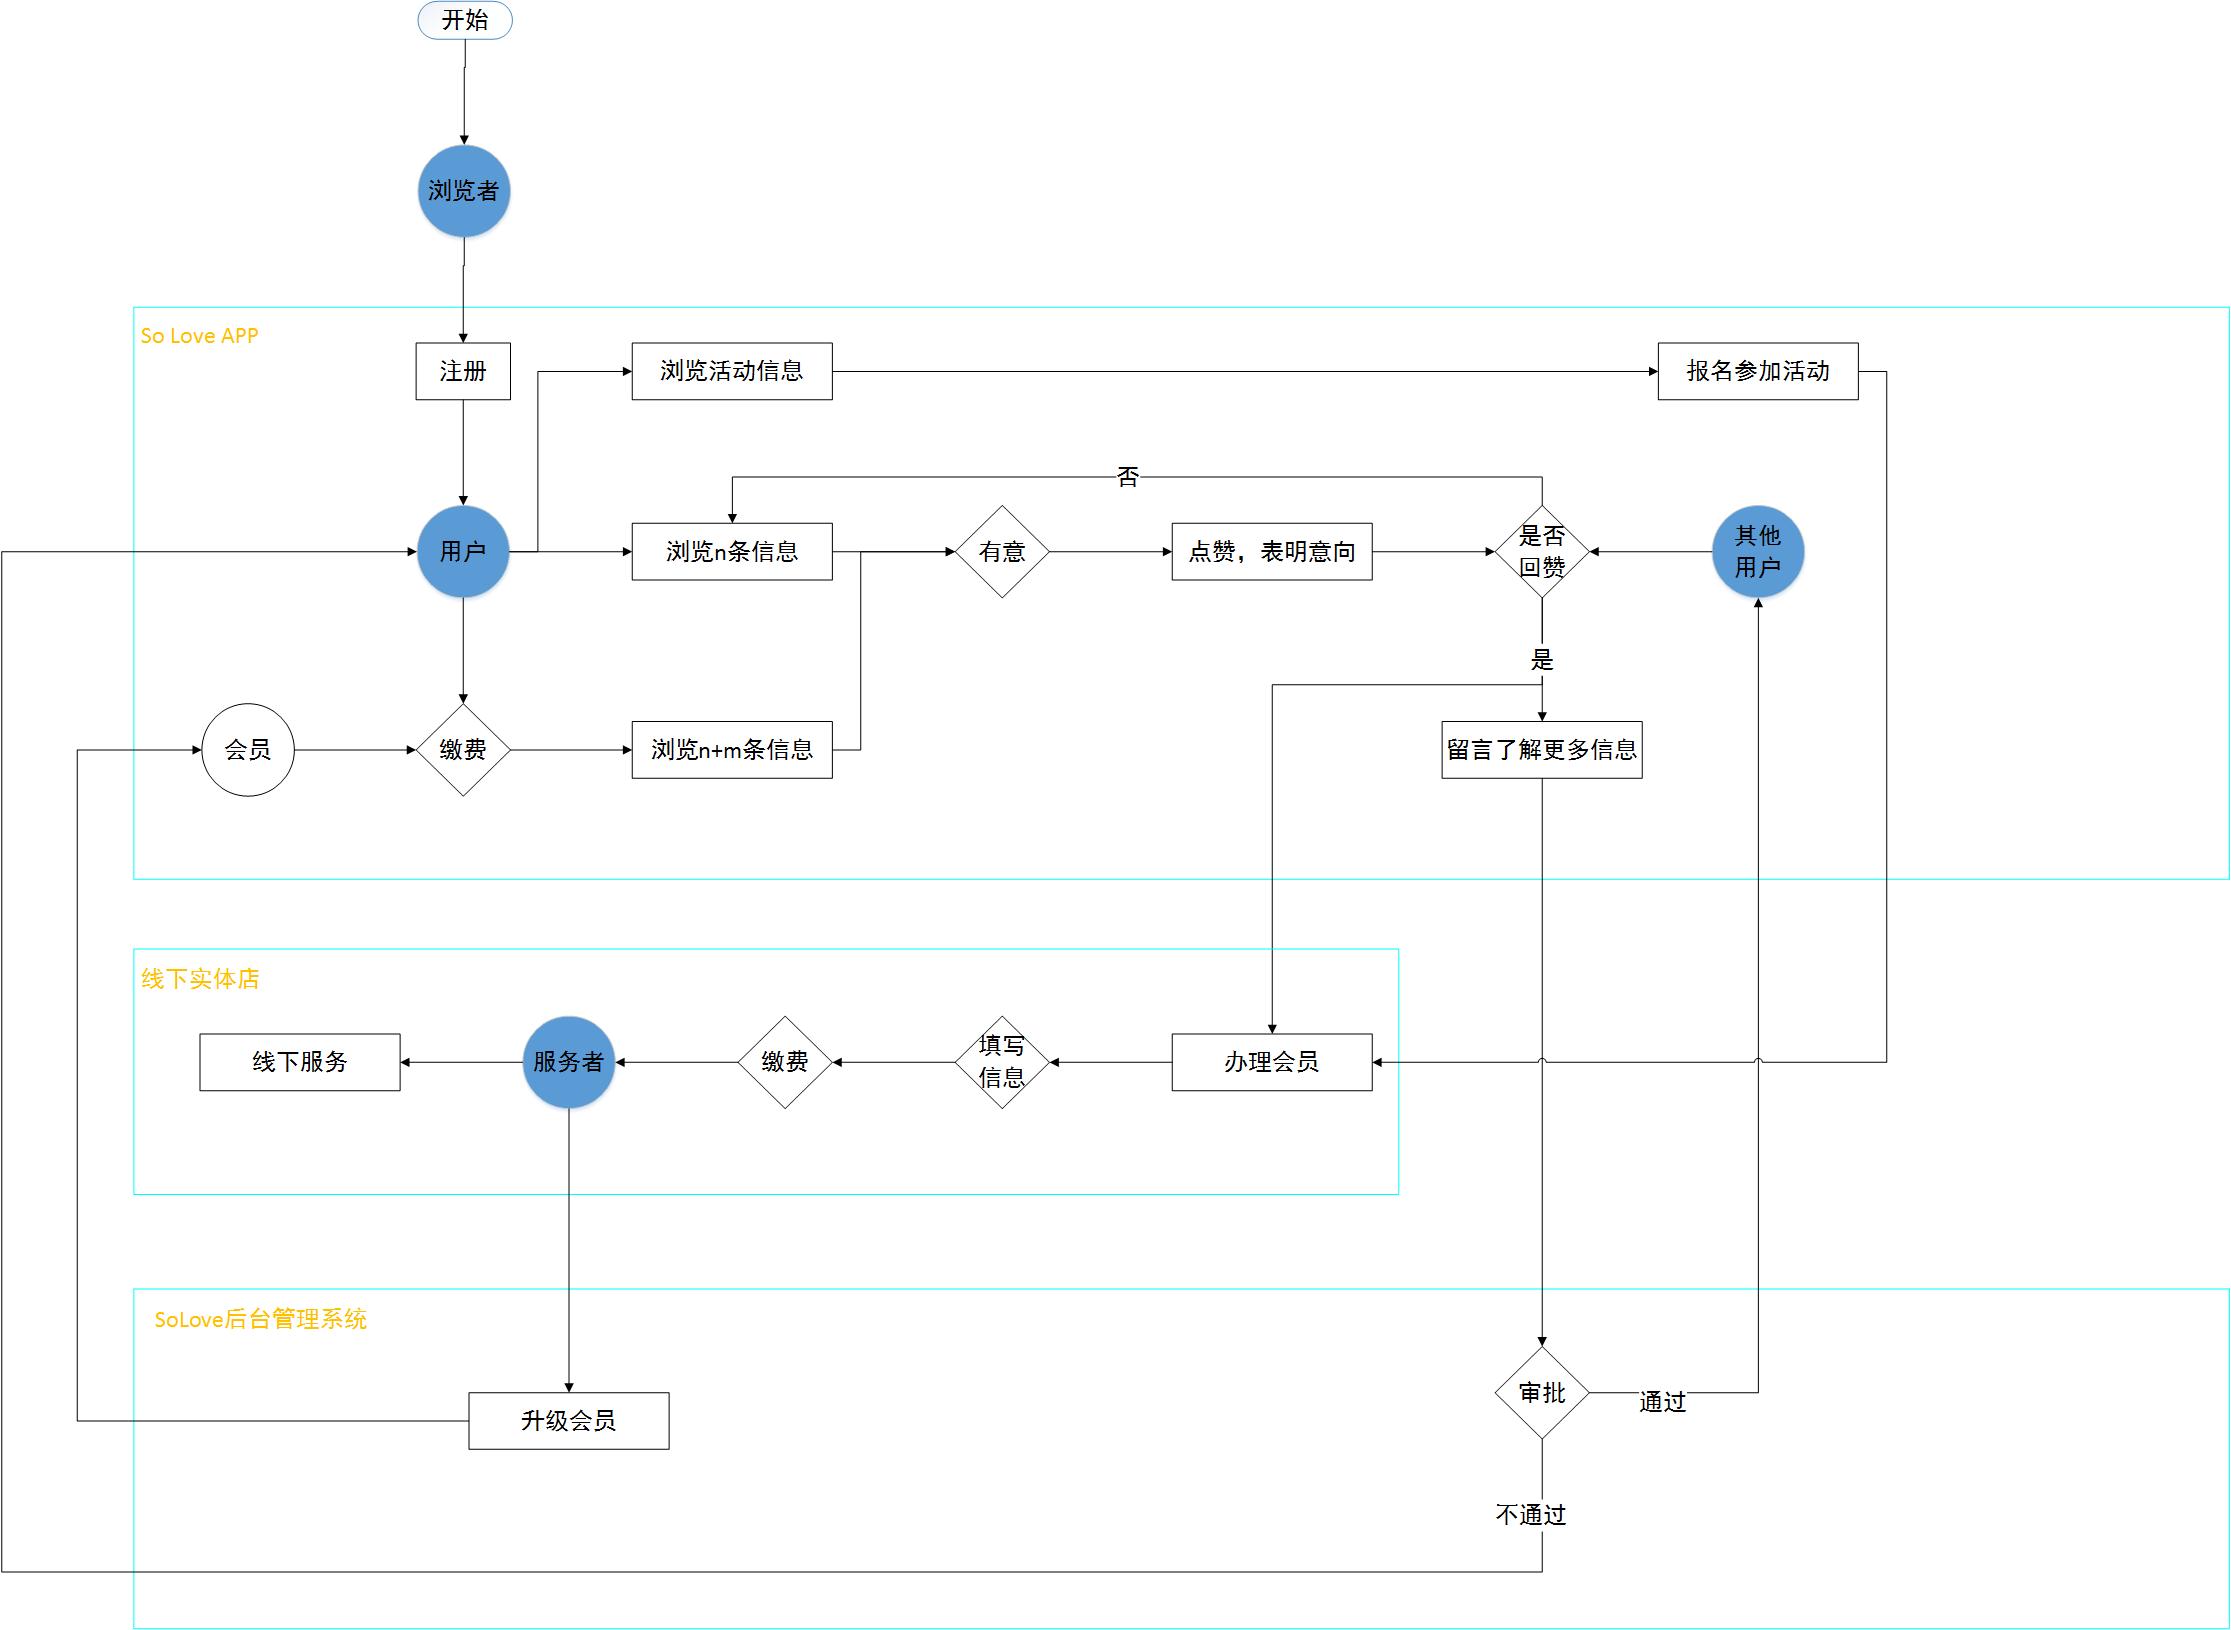 开始
浏览者
So Love APP
注册
浏览活动信息
报名参加活动
否
用户
浏览n条信息
有意
点赞，表明意向
是否
回赞
其他
用户
是
会员
缴费
浏览n+m条信息
留言了解更多信息
线下实体店
线下服务
服务者
缴费
填写
信息
办理会员
SoLove后台管理系统
升级会员
审批
通过
不通过